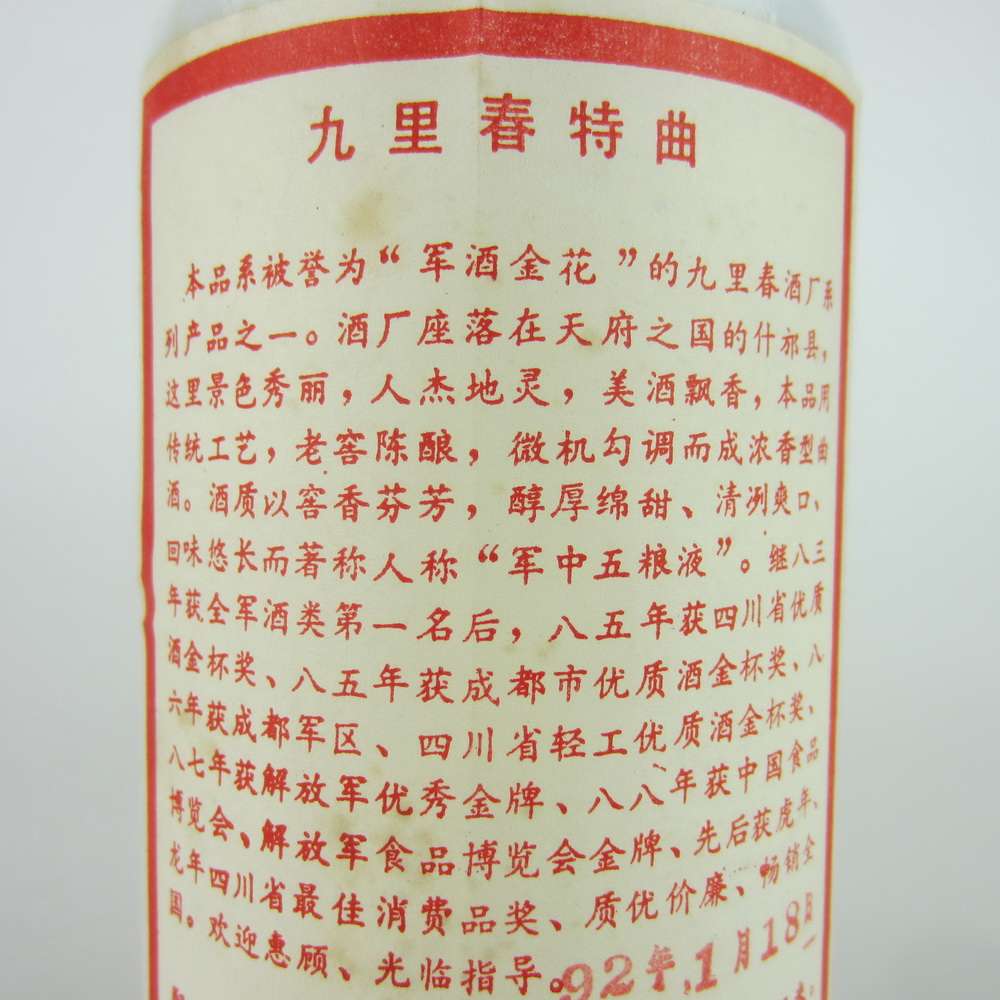 九里春特曲
本品系被誉为“军酒金花”的九里春酒厂系
列产品之一。酒厂座落在天府之国的什邡县，
这里景色秀丽，人杰地灵，美酒飘香，本品用
传统工艺，老窖陈酿，微机勾调而成浓香型曲
酒。酒质以窖香芬芳，醇厚绵甜、清冽爽口、
回味悠长而著称人称“军中五粮液”。继八三
年获全军酒类第一名后，八五年获四川省优质
酒金杯奖、八五年获成都市优质酒金杯奖、八
六年获成都军区、四川省轻工优质酒金杯奖、
八七年获解放军优秀金牌、八八年获中国食品
博览会、解放军食品博览会金牌、先后获虎年、
龙年四川省最佳消费品奖、质优价廉、畅销全
国。欢迎惠顾、光临指导。
92年.1月18日